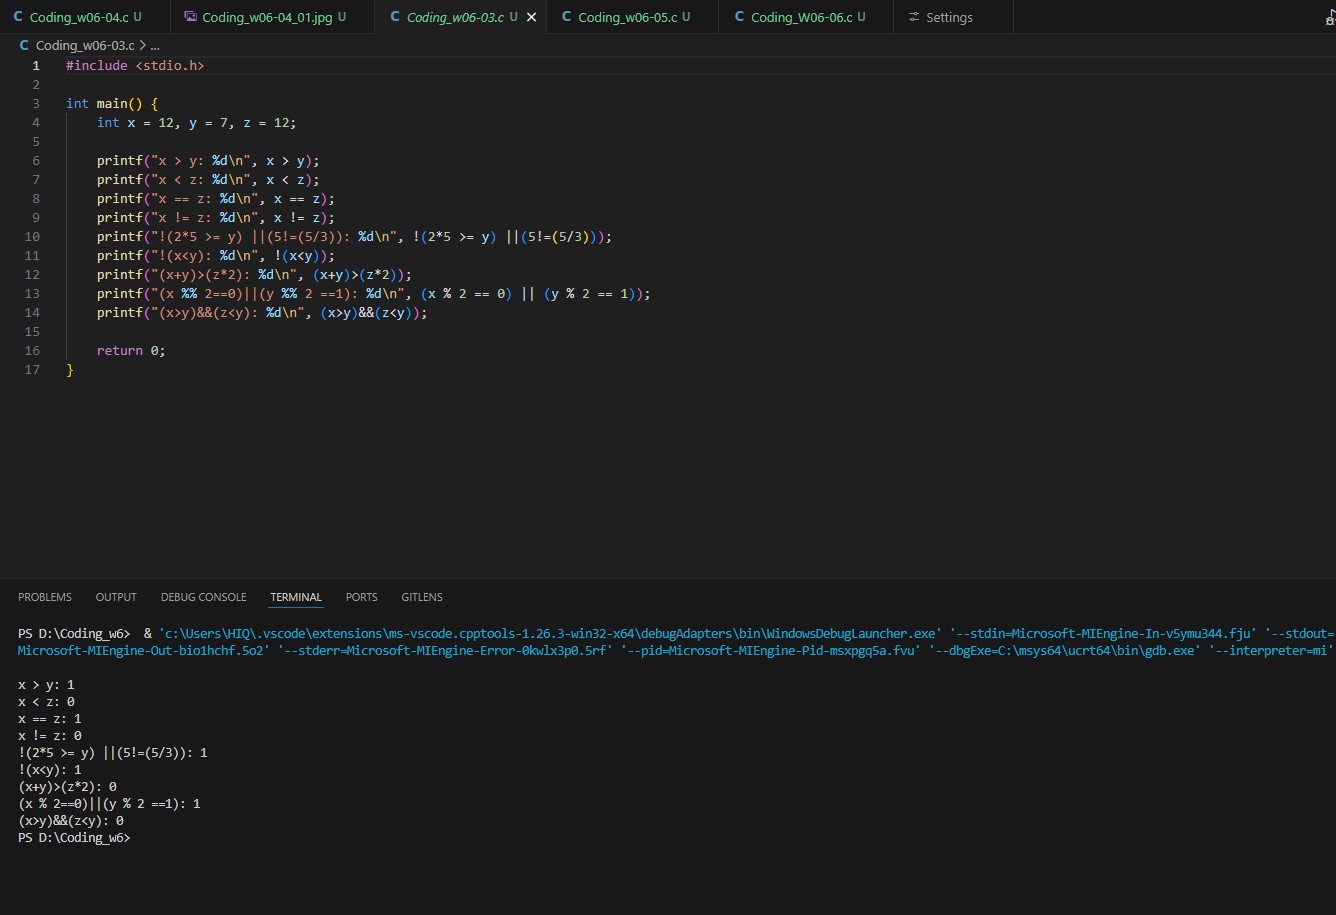 Coding_w06-04.c U Coding_w06-04_01.jpg U Coding_w06-03.c U Coding_w06-05.c U Coding_W06-06.c U Settings
Coding_w06-03.c > ...
1 #include <stdio.h>
2
3 int main() {
4     int x = 12, y = 7, z = 12;
5
6     printf("x > y: %d\n", x > y);
7     printf("x < z: %d\n", x < z);
8     printf("x == z: %d\n", x == z);
9     printf("x != z: %d\n", x != z);
10     printf("!(2*5 >= y) ||(5!=(5/3)): %d\n", !(2*5 >= y) ||(5!=(5/3)));
11     printf("!(x<y): %d\n", !(x<y));
12     printf("(x+y)>(z*2): %d\n", (x+y)>(z*2));
13     printf("(x %% 2==0)||(y %% 2 ==1): %d\n", (x % 2 == 0) || (y % 2 == 1));
14     printf("(x>y)&&(z<y): %d\n", (x>y)&&(z<y));
15
16     return 0;
17 }
PROBLEMS OUTPUT DEBUG CONSOLE TERMINAL PORTS GITLENS
PS D:\Coding_w6>  & 'c:\Users\HIQ\.vscode\extensions\ms-vscode.cpptools-1.26.3-win32-x64\debugAdapters\bin\WindowsDebugLauncher.exe' '--stdin=Microsoft-MIEngine-In-v5ymu344.fju' '--stdout=
Microsoft-MIEngine-Out-bio1hchf.5o2' '--stderr=Microsoft-MIEngine-Error-0kwlx3p0.5rf' '--pid=Microsoft-MIEngine-Pid-msxpgq5a.fvu' '--dbgExe=C:\msys64\ucrt64\bin\gdb.exe' '--interpreter=mi'
x > y: 1
x < z: 0
x == z: 1
x != z: 0
!(2*5 >= y) ||(5!=(5/3)): 1
!(x<y): 1
(x+y)>(z*2): 0
(x % 2==0)||(y % 2 ==1): 1
(x>y)&&(z<y): 0
PS D:\Coding_w6>